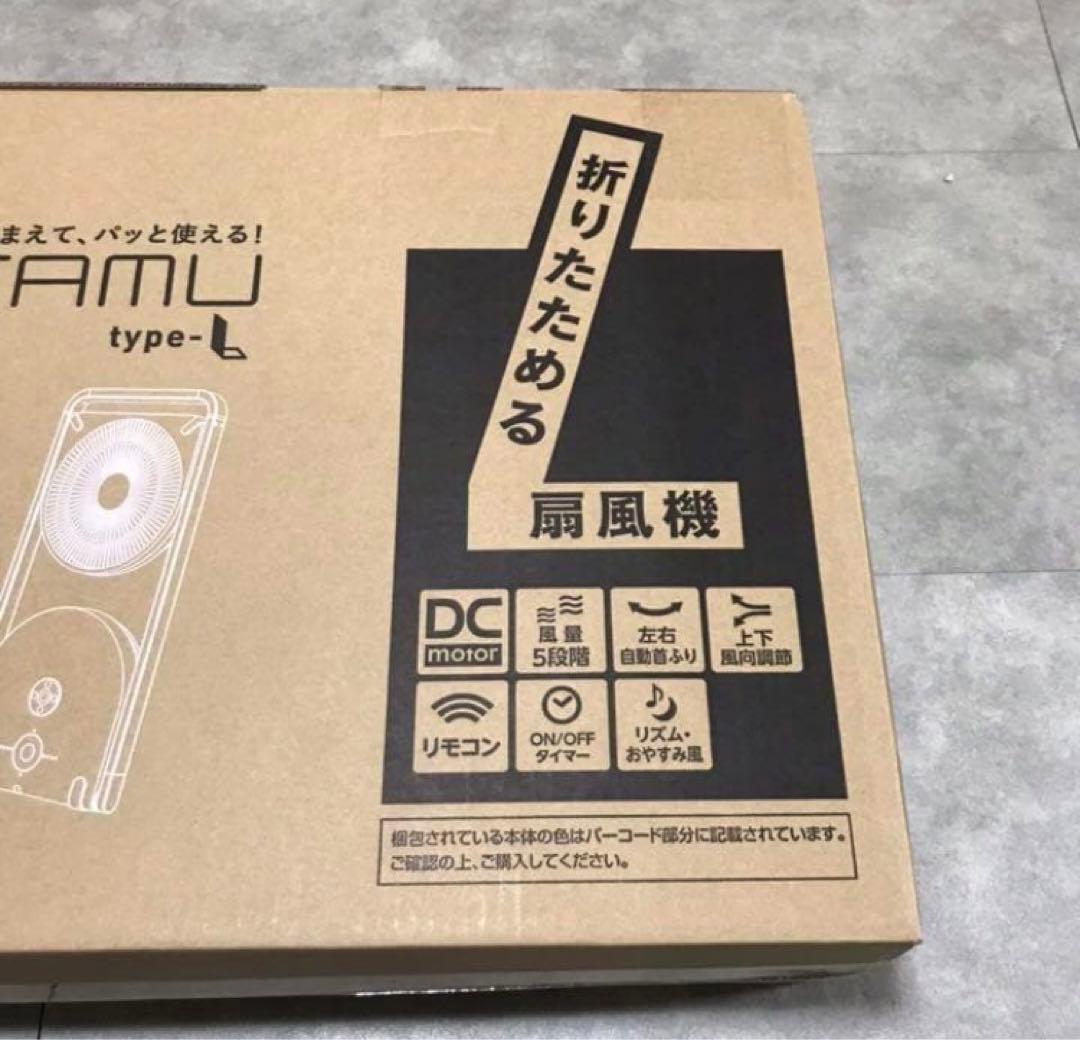 まえて、パッと使える!
TAMU
type-L
折りたためる
扇風機
DC
motor
風量
5段階
左右
自動首ふり
上下
風向調節
リモコン
ON/OFF
タイマー
リズム・
おやすみ風
梱包されている本体の色はバーコード部分に記載されています。
ご確認の上、ご購入してください。